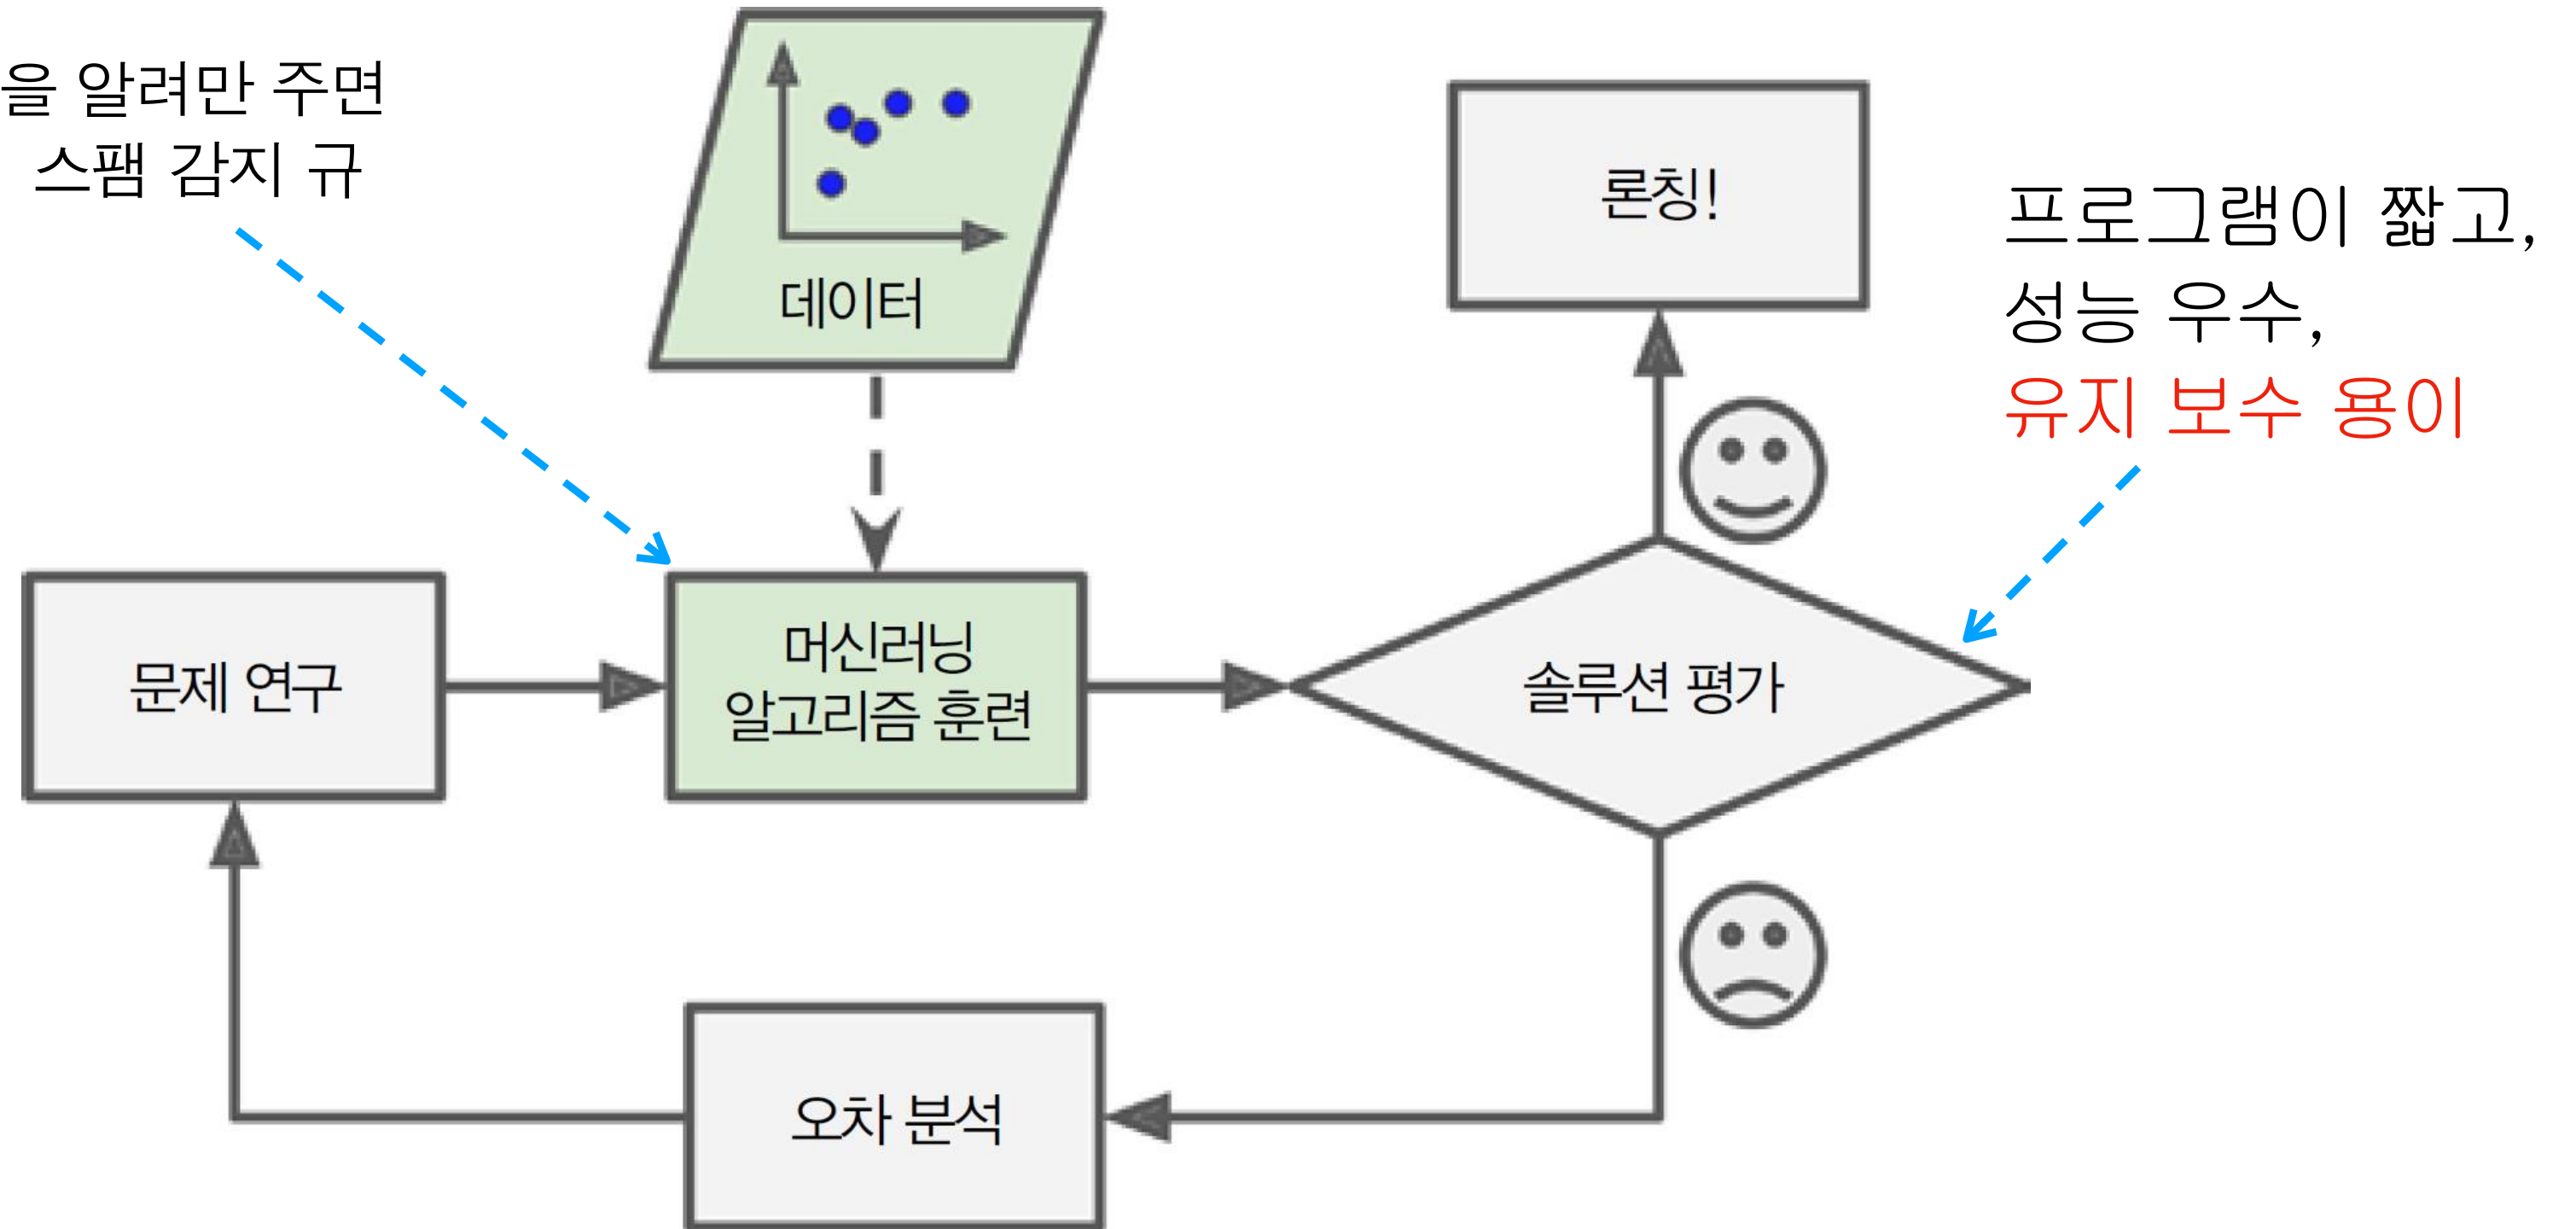 을 알려만 주면
스팸 감지 규
데이터
론칭!
프로그램이 짧고,
성능 우수,
유지 보수 용이
문제 연구
머신러닝
알고리즘 훈련
솔루션 평가
오차 분석